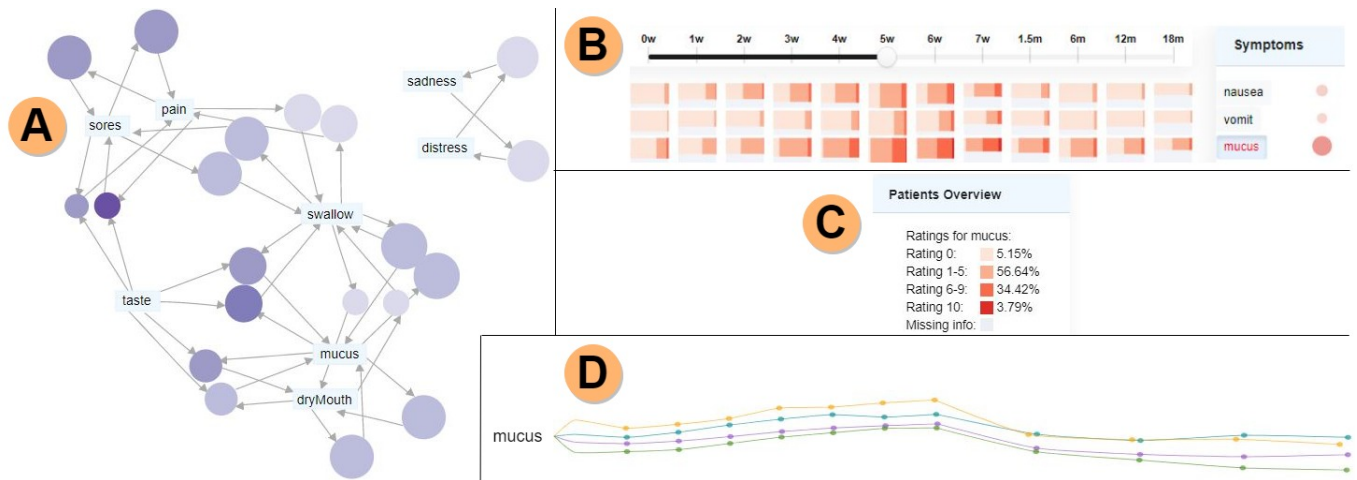 A
sadness
distress
pain
sores
swallow
taste
mucus
dryMouth
B
0w 1w 2w 3w 4w 5w 6w 7w 1.5m 6m 12m 18m
Symptoms
nausea
vomit
mucus
C
Patients Overview
Ratings for mucus:
Rating 0: 5.15%
Rating 1-5: 56.64%
Rating 6-9: 34.42%
Rating 10: 3.79%
Missing info:
D
mucus